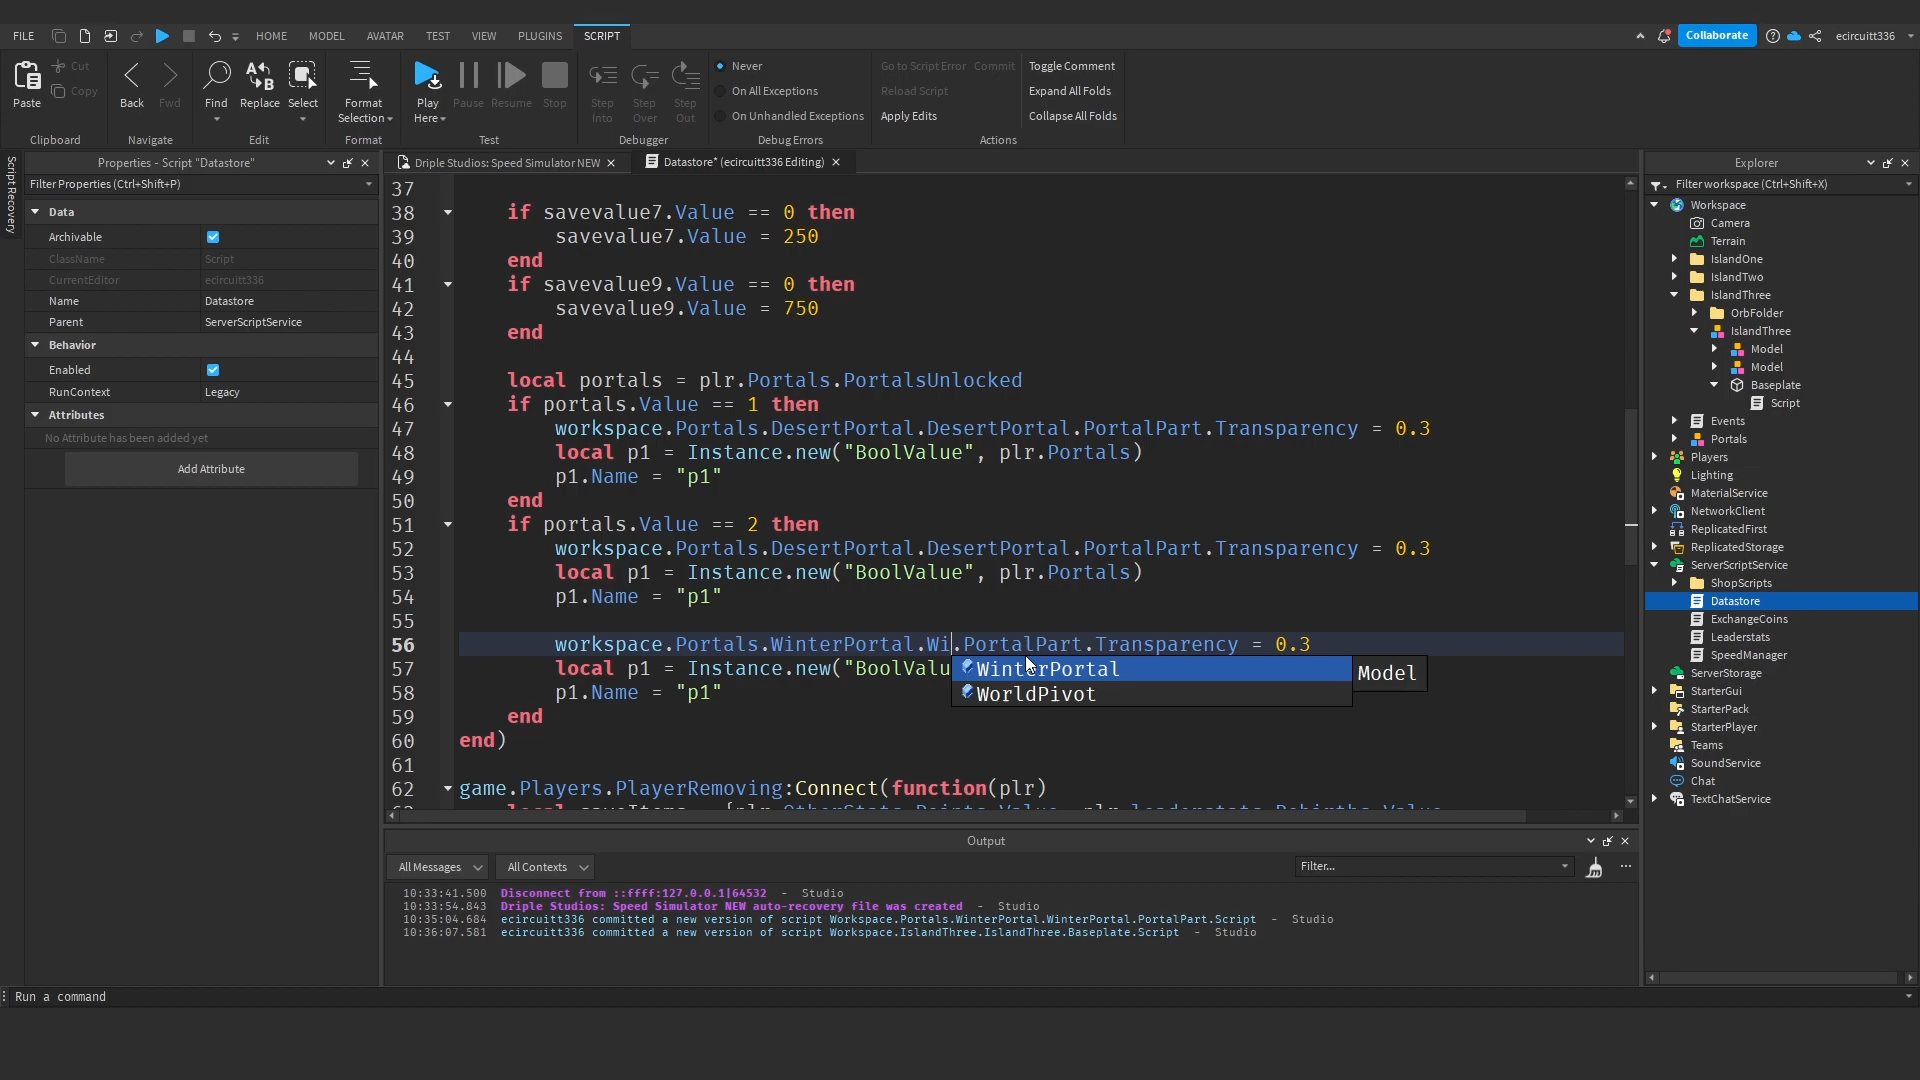 FILE HOME MODEL AVATAR TEST VIEW PLUGINS SCRIPT Collaborate ecircuitt336
Paste Cut Copy Clipboard
Back Fwd Navigate
Find Replace Select Edit
Format Selection Format
Play Here Pause Resume Stop Test
Step Into Step Over Step Out Debugger
Never
On All Exceptions
On Unhandled Exceptions
Debug Errors
Go to Script Error Commit Toggle Comment
Reload Script Expand All Folds
Apply Edits Collapse All Folds
Actions
Script Recovery
Properties - Script "Datastore"
Filter Properties (Ctrl+Shift+P)
Data
Archivable
ClassName Script
CurrentEditor ecircuitt336
Name Datastore
Parent ServerScriptService
Behavior
Enabled
RunContext Legacy
Attributes
No Attribute has been added yet
Add Attribute
Driple Studios: Speed Simulator NEW
Datastore* (ecircuitt336 Editing)
37
38 if savevalue7.Value == 0 then
39 savevalue7.Value = 250
40 end
41 if savevalue9.Value == 0 then
42 savevalue9.Value = 750
43 end
44
45 local portals = plr.Portals.PortalsUnlocked
46 if portals.Value == 1 then
47 workspace.Portals.DesertPortal.DesertPortal.PortalPart.Transparency = 0.3
48 local p1 = Instance.new("BoolValue", plr.Portals)
49 p1.Name = "p1"
50 end
51 if portals.Value == 2 then
52 workspace.Portals.DesertPortal.DesertPortal.PortalPart.Transparency = 0.3
53 local p1 = Instance.new("BoolValue", plr.Portals)
54 p1.Name = "p1"
55
56 workspace.Portals.WinterPortal.Wi.PortalPart.Transparency = 0.3
57 local p1 = Instance.new("BoolValu
58 p1.Name = "p1"
59 end
60 end)
61
62 game.Players.PlayerRemoving:Connect(function(plr)
WinterPortal
WorldPivot
Model
Output
All Messages All Contexts Filter...
10:33:41.500 Disconnect from ::ffff:127.0.0.1|64532 - Studio
10:33:54.843 Driple Studios: Speed Simulator NEW auto-recovery file was created - Studio
10:35:04.684 ecircuitt336 committed a new version of script Workspace.Portals.WinterPortal.WinterPortal.PortalPart.Script - Studio
10:36:07.581 ecircuitt336 committed a new version of script Workspace.IslandThree.IslandThree.Baseplate.Script - Studio
Run a command
Explorer
Filter workspace (Ctrl+Shift+X)
Workspace
Camera
Terrain
IslandOne
IslandTwo
IslandThree
OrbFolder
IslandThree
Model
Model
Baseplate
Script
Events
Portals
Players
Lighting
MaterialService
NetworkClient
ReplicatedFirst
ReplicatedStorage
ServerScriptService
ShopScripts
Datastore
ExchangeCoins
Leaderstats
SpeedManager
ServerStorage
StarterGui
StarterPack
StarterPlayer
Teams
SoundService
Chat
TextChatService